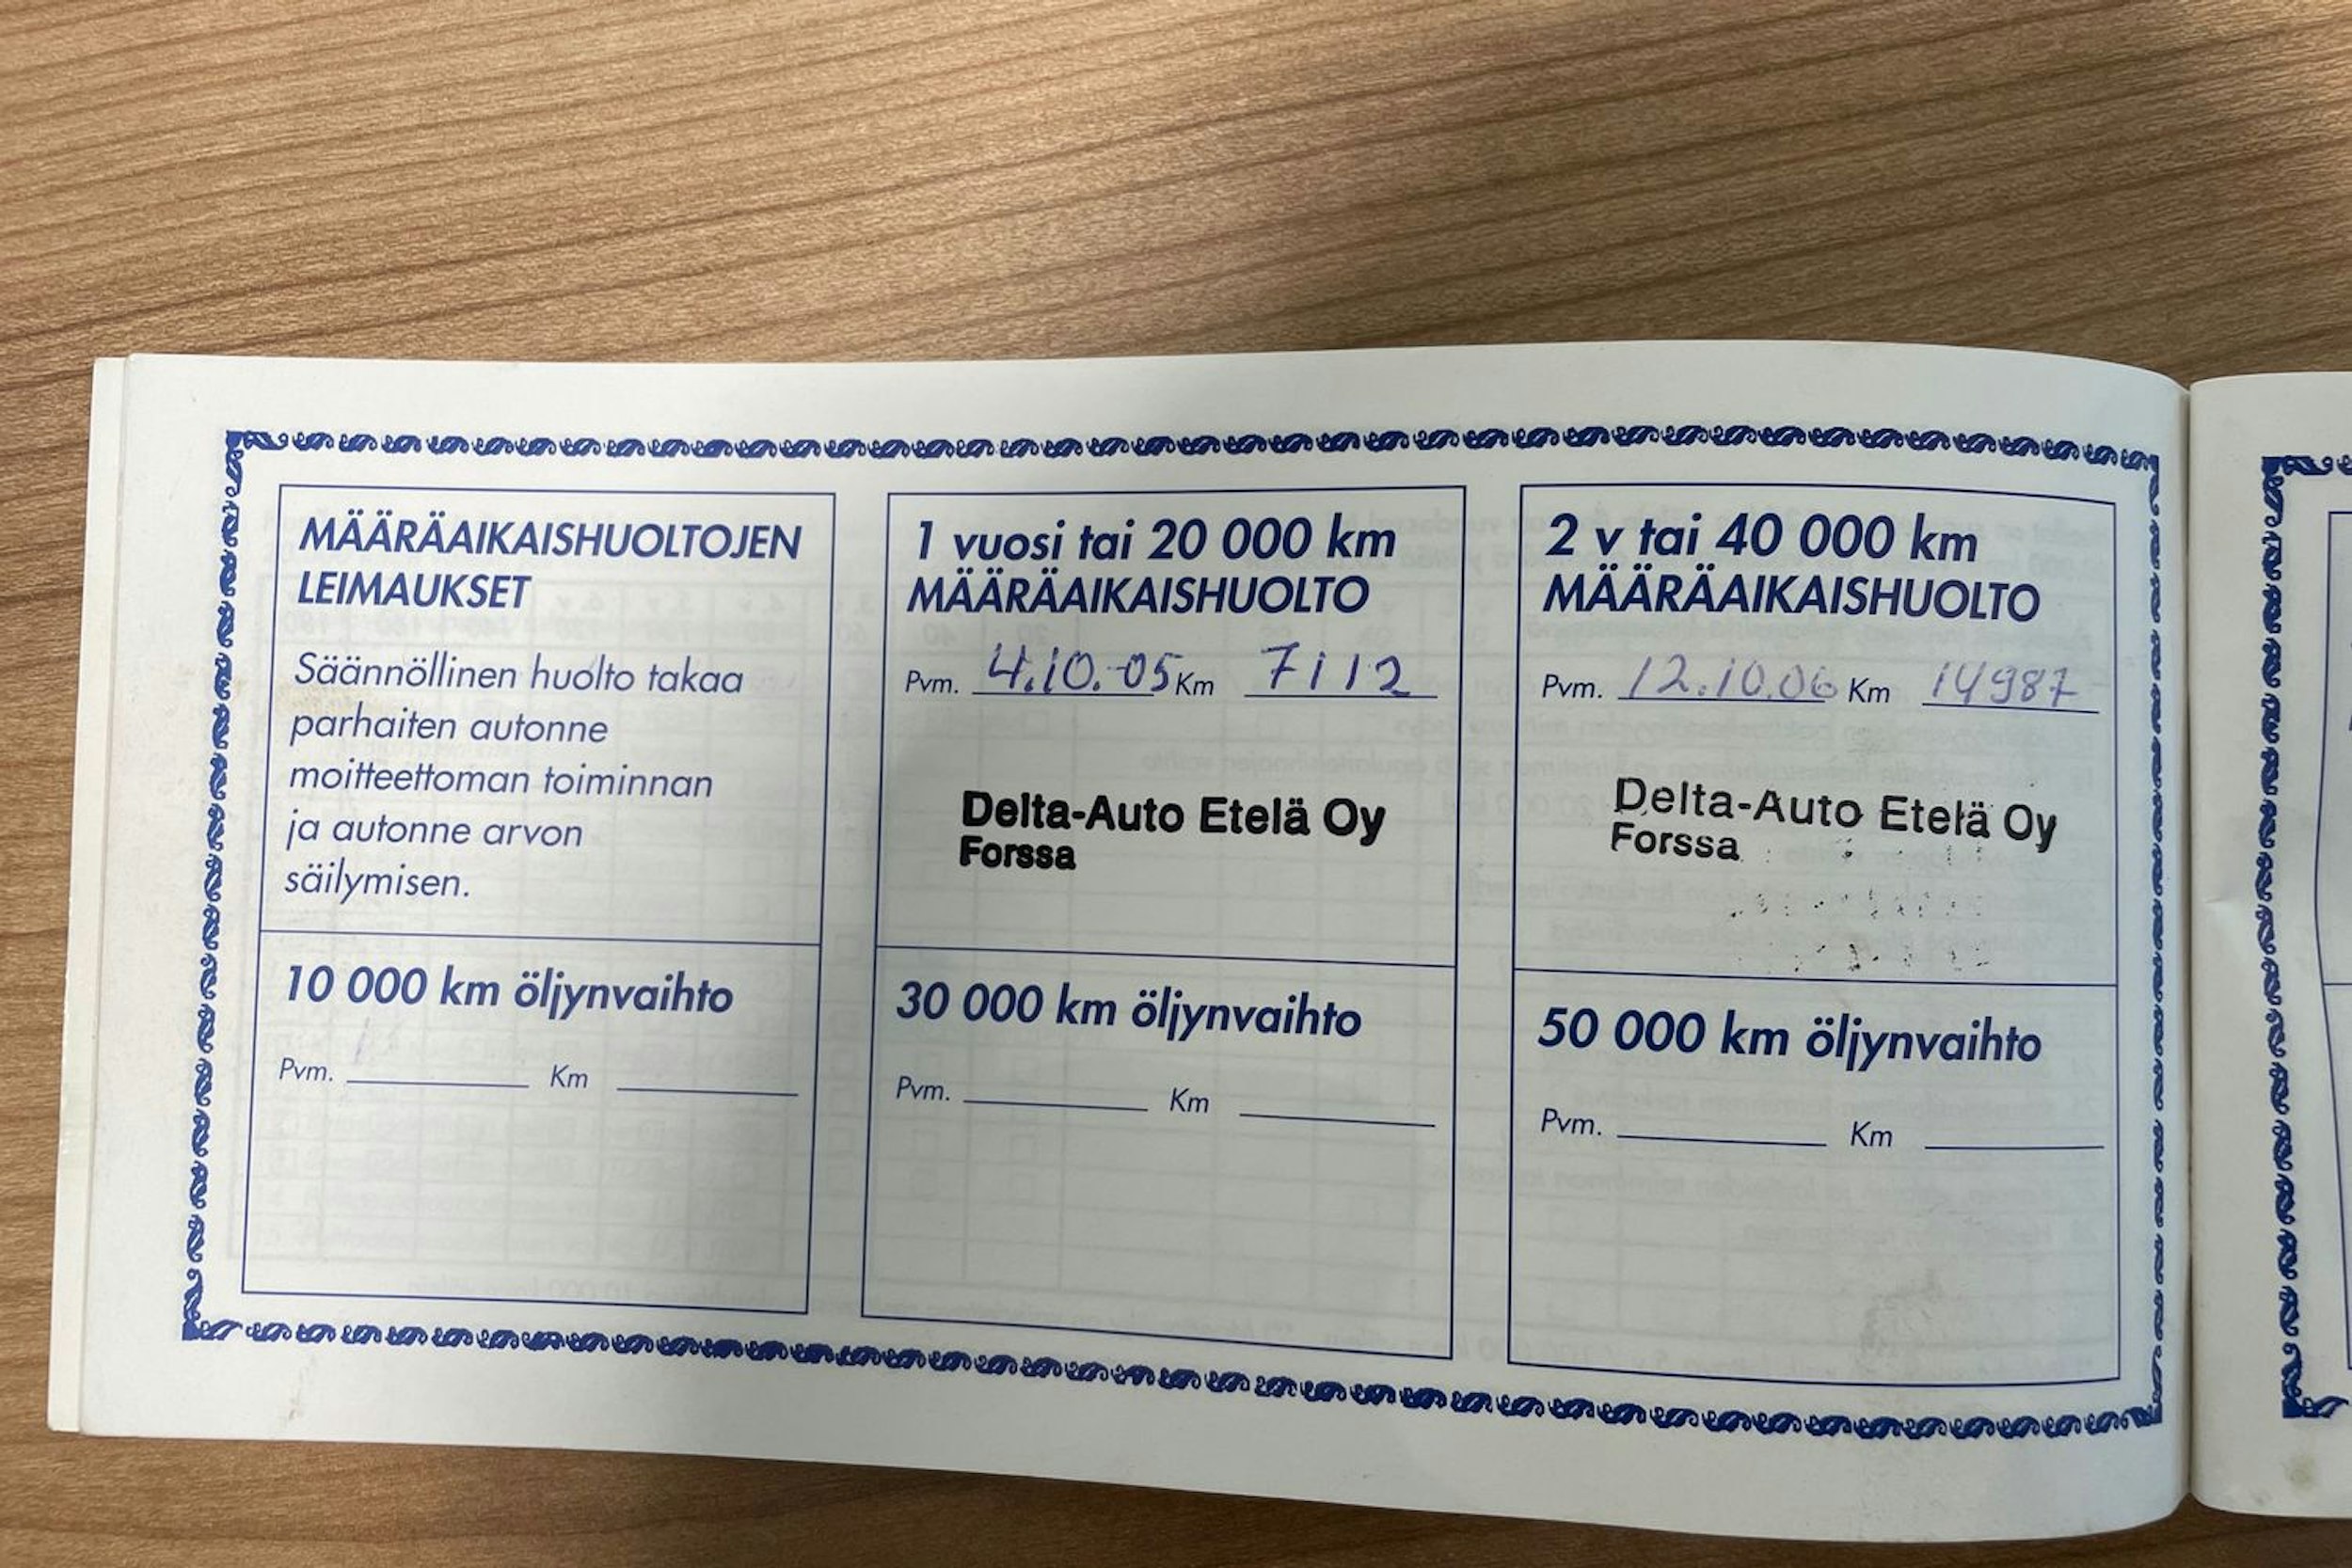 MÄÄRÄAIKAISHUOLTOJEN
LEIMAUKSET
Säännöllinen huolto takaa
parhaiten autonne
moitteettoman toiminnan
ja autonne arvon
säilymisen.
10 000 km öljynvaihto
Pvm. Km
1 vuosi tai 20 000 km
MÄÄRÄAIKAISHUOLTO
Pvm. 4.10.-05 Km 7112
Delta-Auto Etelä Oy
Forssa
30 000 km öljynvaihto
Pvm. Km
2 v tai 40 000 km
MÄÄRÄAIKAISHUOLTO
Pvm. 12.10.06 Km 14987
Delta-Auto Etelä Oy
Forssa
50 000 km öljynvaihto
Pvm. Km